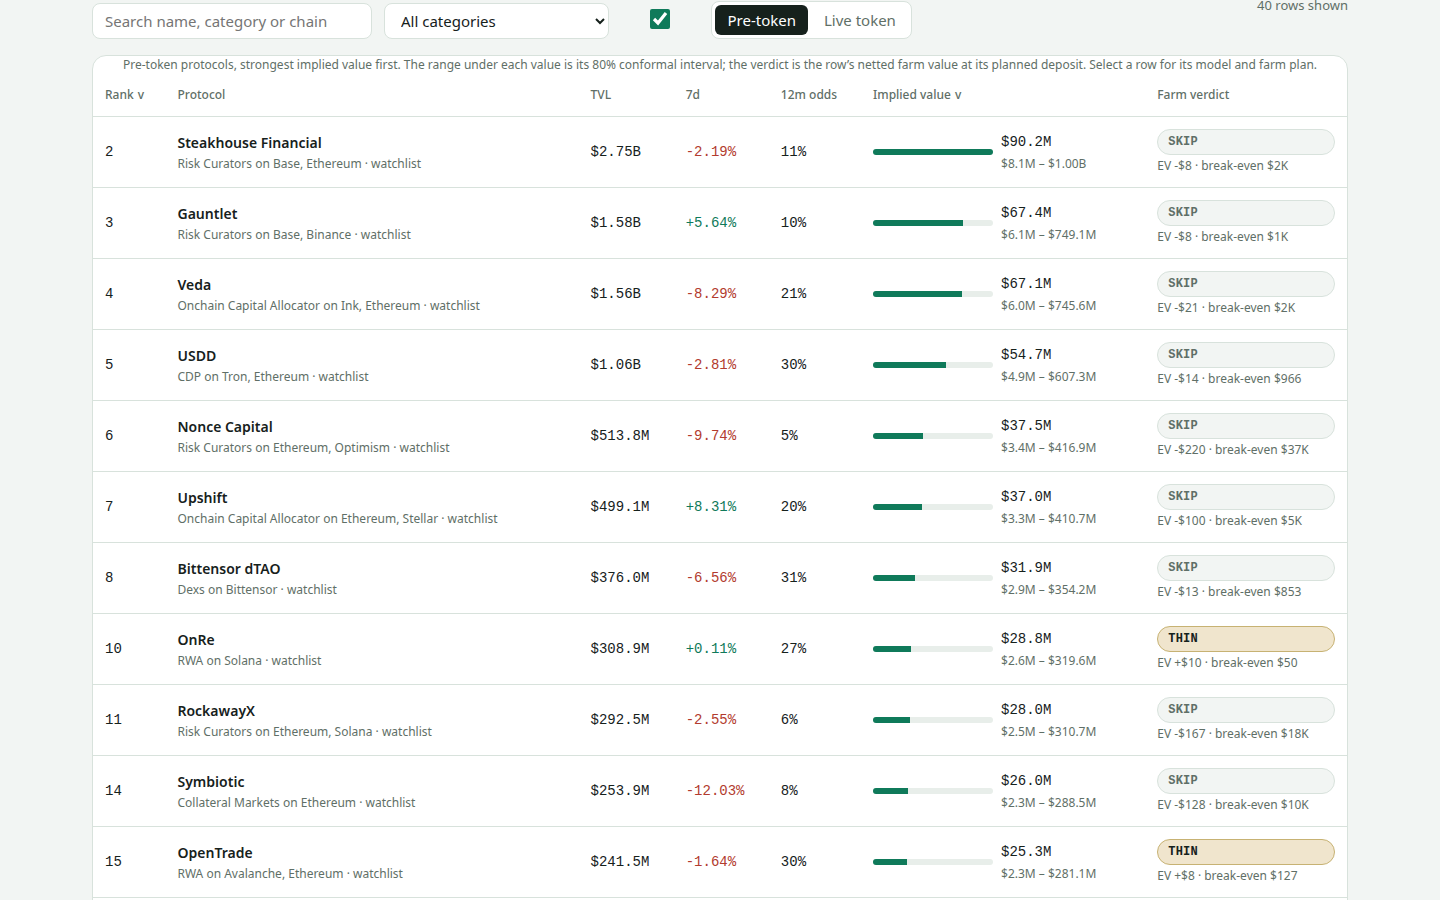 Search name, category or chain
All categories
Pre-token
Live token
40 rows shown
Pre-token protocols, strongest implied value first. The range under each value is its 80% conformal interval; the verdict is the row's netted farm value at its planned deposit. Select a row for its model and farm plan.
Rank v Protocol TVL 7d 12m odds Implied value v Farm verdict
2 Steakhouse Financial $2.75B -2.19% 11% $90.2M SKIP
Risk Curators on Base, Ethereum · watchlist $8.1M – $1.00B EV -$8 · break-even $2K
3 Gauntlet $1.58B +5.64% 10% $67.4M SKIP
Risk Curators on Base, Binance · watchlist $6.1M – $749.1M EV -$8 · break-even $1K
4 Veda $1.56B -8.29% 21% $67.1M SKIP
Onchain Capital Allocator on Ink, Ethereum · watchlist $6.0M – $745.6M EV -$21 · break-even $2K
5 USDD $1.06B -2.81% 30% $54.7M SKIP
CDP on Tron, Ethereum · watchlist $4.9M – $607.3M EV -$14 · break-even $966
6 Nonce Capital $513.8M -9.74% 5% $37.5M SKIP
Risk Curators on Ethereum, Optimism · watchlist $3.4M – $416.9M EV -$220 · break-even $37K
7 Upshift $499.1M +8.31% 20% $37.0M SKIP
Onchain Capital Allocator on Ethereum, Stellar · watchlist $3.3M – $410.7M EV -$100 · break-even $5K
8 Bittensor dTAO $376.0M -6.56% 31% $31.9M SKIP
Dexs on Bittensor · watchlist $2.9M – $354.2M EV -$13 · break-even $853
10 OnRe $308.9M +0.11% 27% $28.8M THIN
RWA on Solana · watchlist $2.6M – $319.6M EV +$10 · break-even $50
11 RockawayX $292.5M -2.55% 6% $28.0M SKIP
Risk Curators on Ethereum, Solana · watchlist $2.5M – $310.7M EV -$167 · break-even $18K
14 Symbiotic $253.9M -12.03% 8% $26.0M SKIP
Collateral Markets on Ethereum · watchlist $2.3M – $288.5M EV -$128 · break-even $10K
15 OpenTrade $241.5M -1.64% 30% $25.3M THIN
RWA on Avalanche, Ethereum · watchlist $2.3M – $281.1M EV +$8 · break-even $127